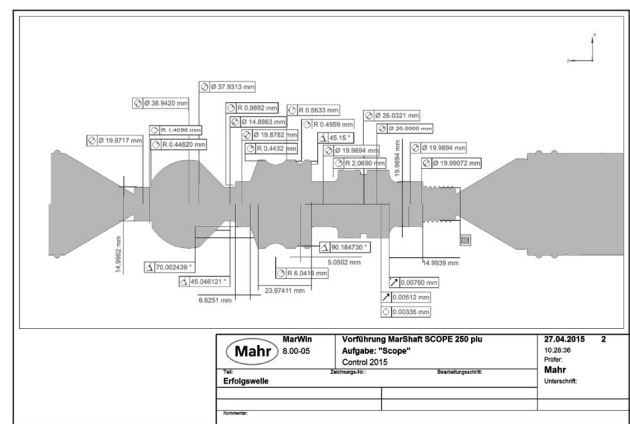 Ø 37.9313 mm
Ø 38.9420 mm
R 0.9892 mm
R 0.5633 mm
Ø 14.8863 mm
R 0.4959 mm
Ø 26.0321 mm
R 1.4096 mm
Ø 20.0000 mm
Ø 19.9717 mm
Ø 19.8782 mm
45.15 °
R 0.44620 mm
R 0.4432 mm
Ø 19.9894 mm
Ø 19.9894 mm
R 2.0690 mm
19.9894 mm
Ø 19.99072 mm
14.9962 mm
90.184730 °
70.002439 °
5.0502 mm
14.9939 mm
45.046121 °
R 6.0416 mm
0.00760 mm
23.97411 mm
6.6251 mm
0.00512 mm
0.00336 mm
Mahr
MarWin
8.00-05
Vorführung MarShaft SCOPE 250 plu
Aufgabe: "Scope"
Control 2015
27.04.2015 2
10:28:36
Prüfer:
Mahr
Unterschrift:
Teil:
Zeichnungs-Nr.:
Bearbeitungsschritt:
Erfolgswelle
Kommentar: